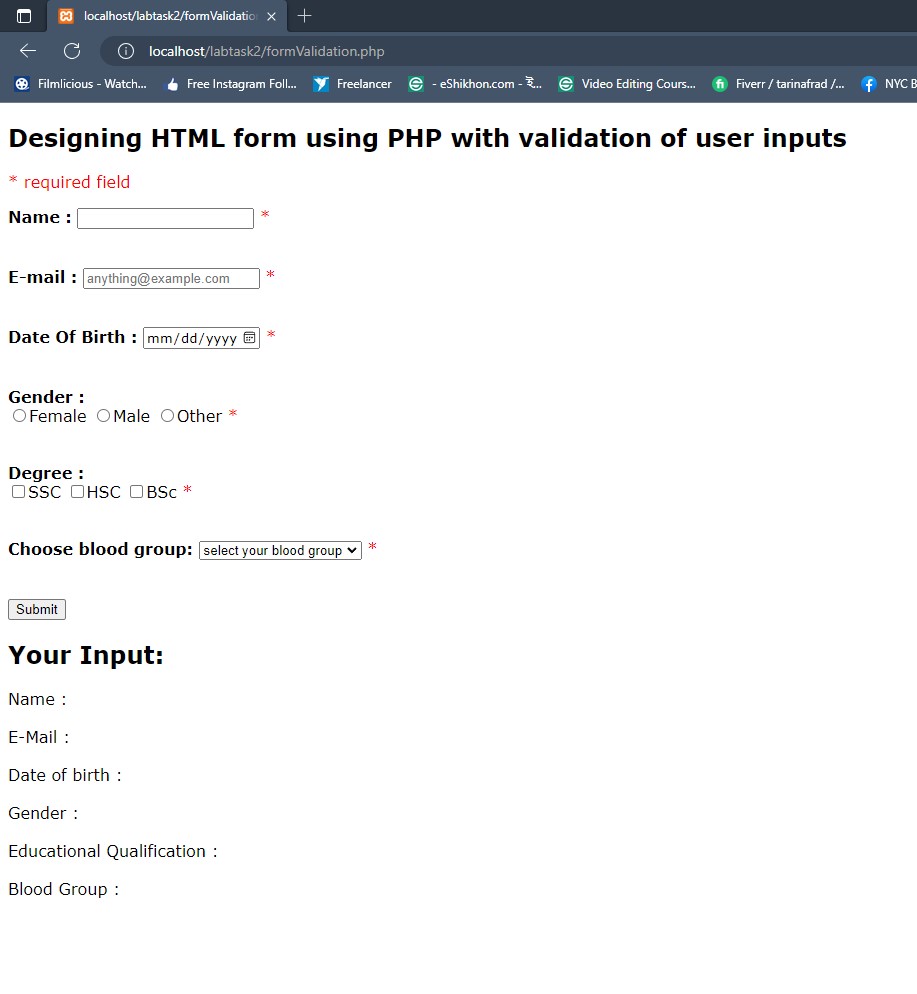 localhost/labtask2/formValidatio
localhost/labtask2/formValidation.php
Filmlicious - Watch... Free Instagram Foll... Freelancer - eShikhon.com - ই... Video Editing Cours... Fiverr / tarinafrad /... NYC B
Designing HTML form using PHP with validation of user inputs
* required field
Name : *
E-mail : anything@example.com *
Date Of Birth : mm/dd/yyyy *
Gender :
Female Male Other *
Degree :
SSC HSC BSc *
Choose blood group: select your blood group *
Submit
Your Input:
Name :
E-Mail :
Date of birth :
Gender :
Educational Qualification :
Blood Group :